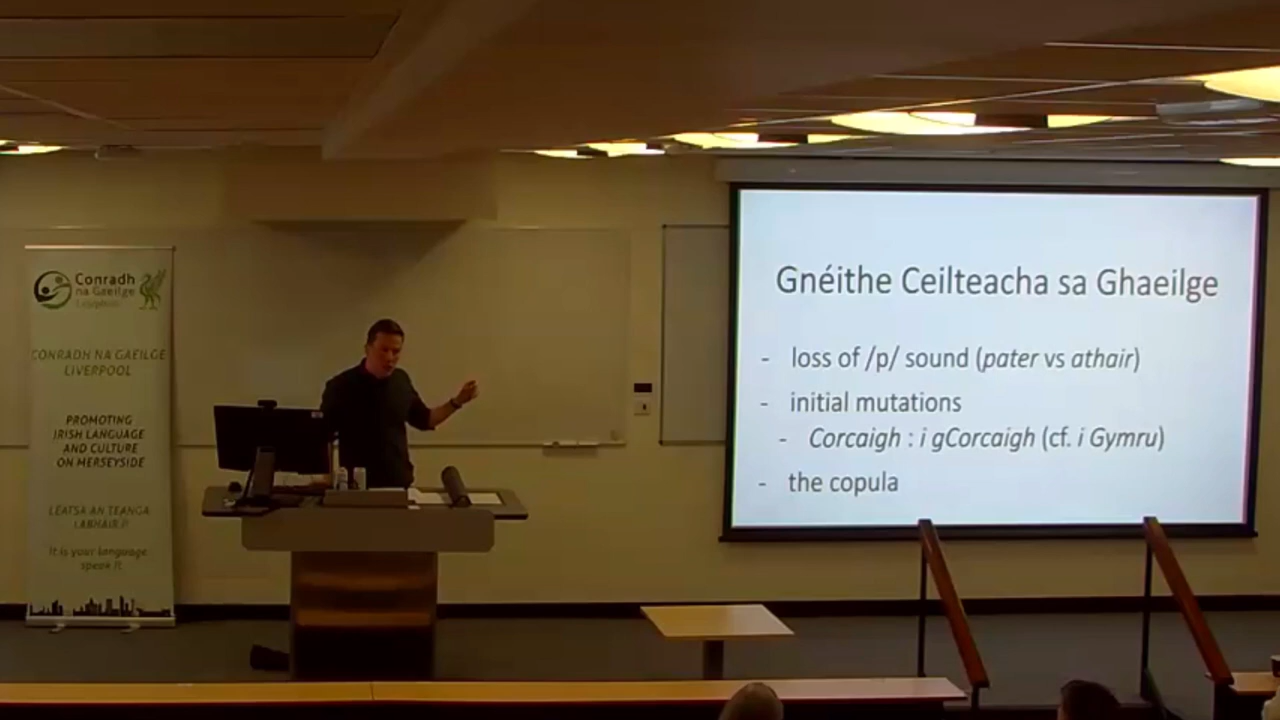 Conradh
na Gaeilge
Liverpool
CONRADH NA GAEILGE
LIVERPOOL
PROMOTING
IRISH LANGUAGE
AND CULTURE
ON MERSEYSIDE
LEATSA AN TEANGA
LABHAIR Í!
It is your language
speak it
Gnéithe Ceilteacha sa Ghaeilge
- loss of /p/ sound (pater vs athair)
- initial mutations
- Corcaigh : i gCorcaigh (cf. i Gymru)
- the copula